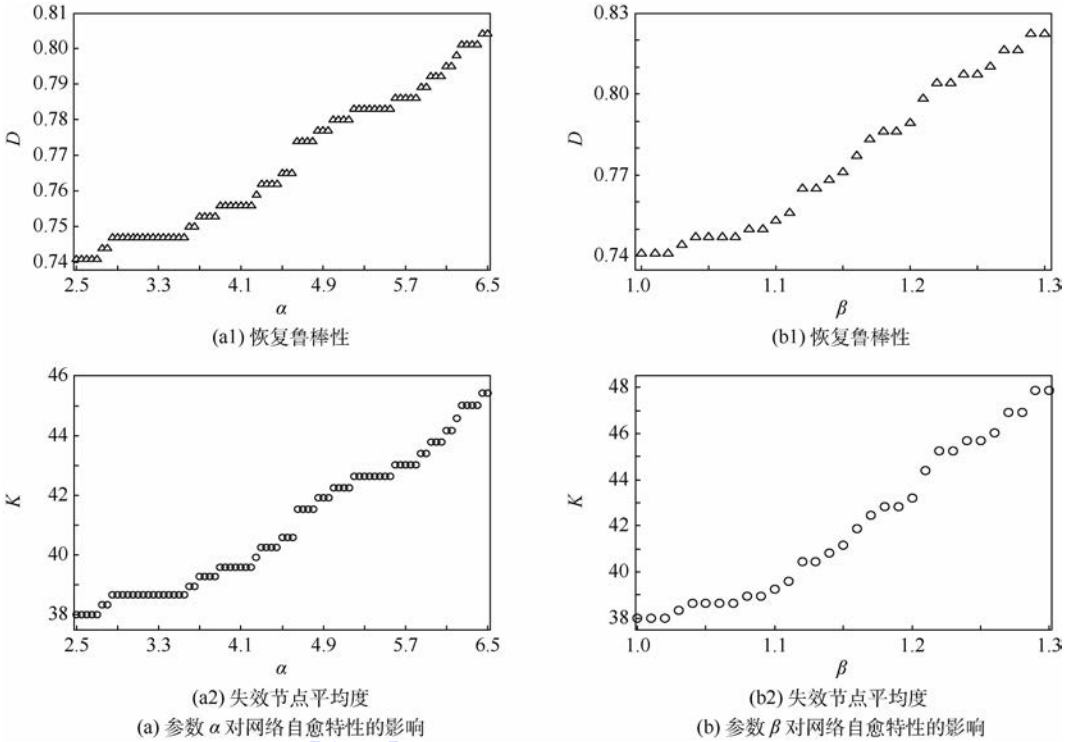 0.81
0.80
0.79
0.78
0.77
0.76
0.75
0.74
D
2.5 3.3 4.1 4.9 5.7 6.5
α
(a1) 恢复鲁棒性
0.83
0.80
0.77
0.74
D
1.0 1.1 1.2 1.3
β
(b1) 恢复鲁棒性
46
44
42
40
38
K
2.5 3.3 4.1 4.9 5.7 6.5
α
(a2) 失效节点平均度
(a) 参数 α 对网络自愈特性的影响
48
46
43
42
40
38
K
1.0 1.1 1.2 1.3
β
(b2) 失效节点平均度
(b) 参数 β 对网络自愈特性的影响